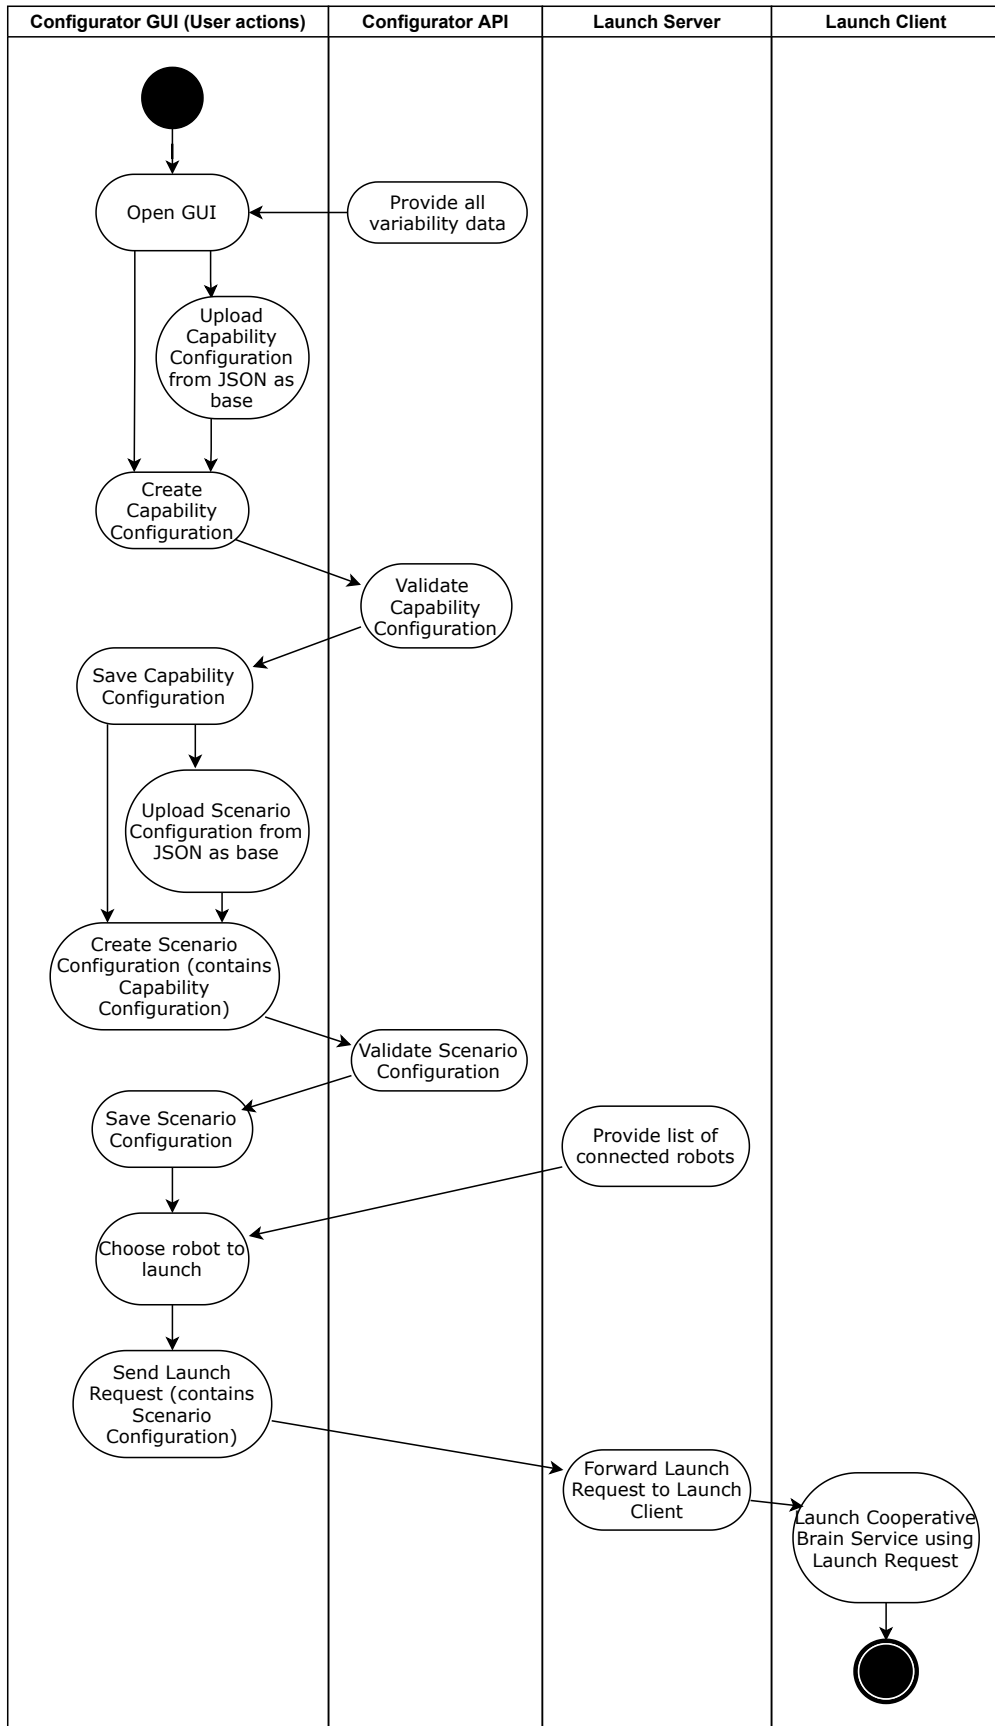 Configurator GUI (User actions)
Configurator API
Launch Server
Launch Client
Open GUI
Provide all
variability data
Upload
Capability
Configuration
from JSON as
base
Create
Capability
Configuration
Validate
Capability
Configuration
Save Capability
Configuration
Upload Scenario
Configuration from
JSON as base
Create Scenario
Configuration (contains
Capability
Configuration)
Validate Scenario
Configuration
Save Scenario
Configuration
Provide list of
connected robots
Choose robot to
launch
Send Launch
Request (contains
Scenario
Configuration)
Forward Launch
Request to Launch
Client
Launch Cooperative
Brain Service using
Launch Request